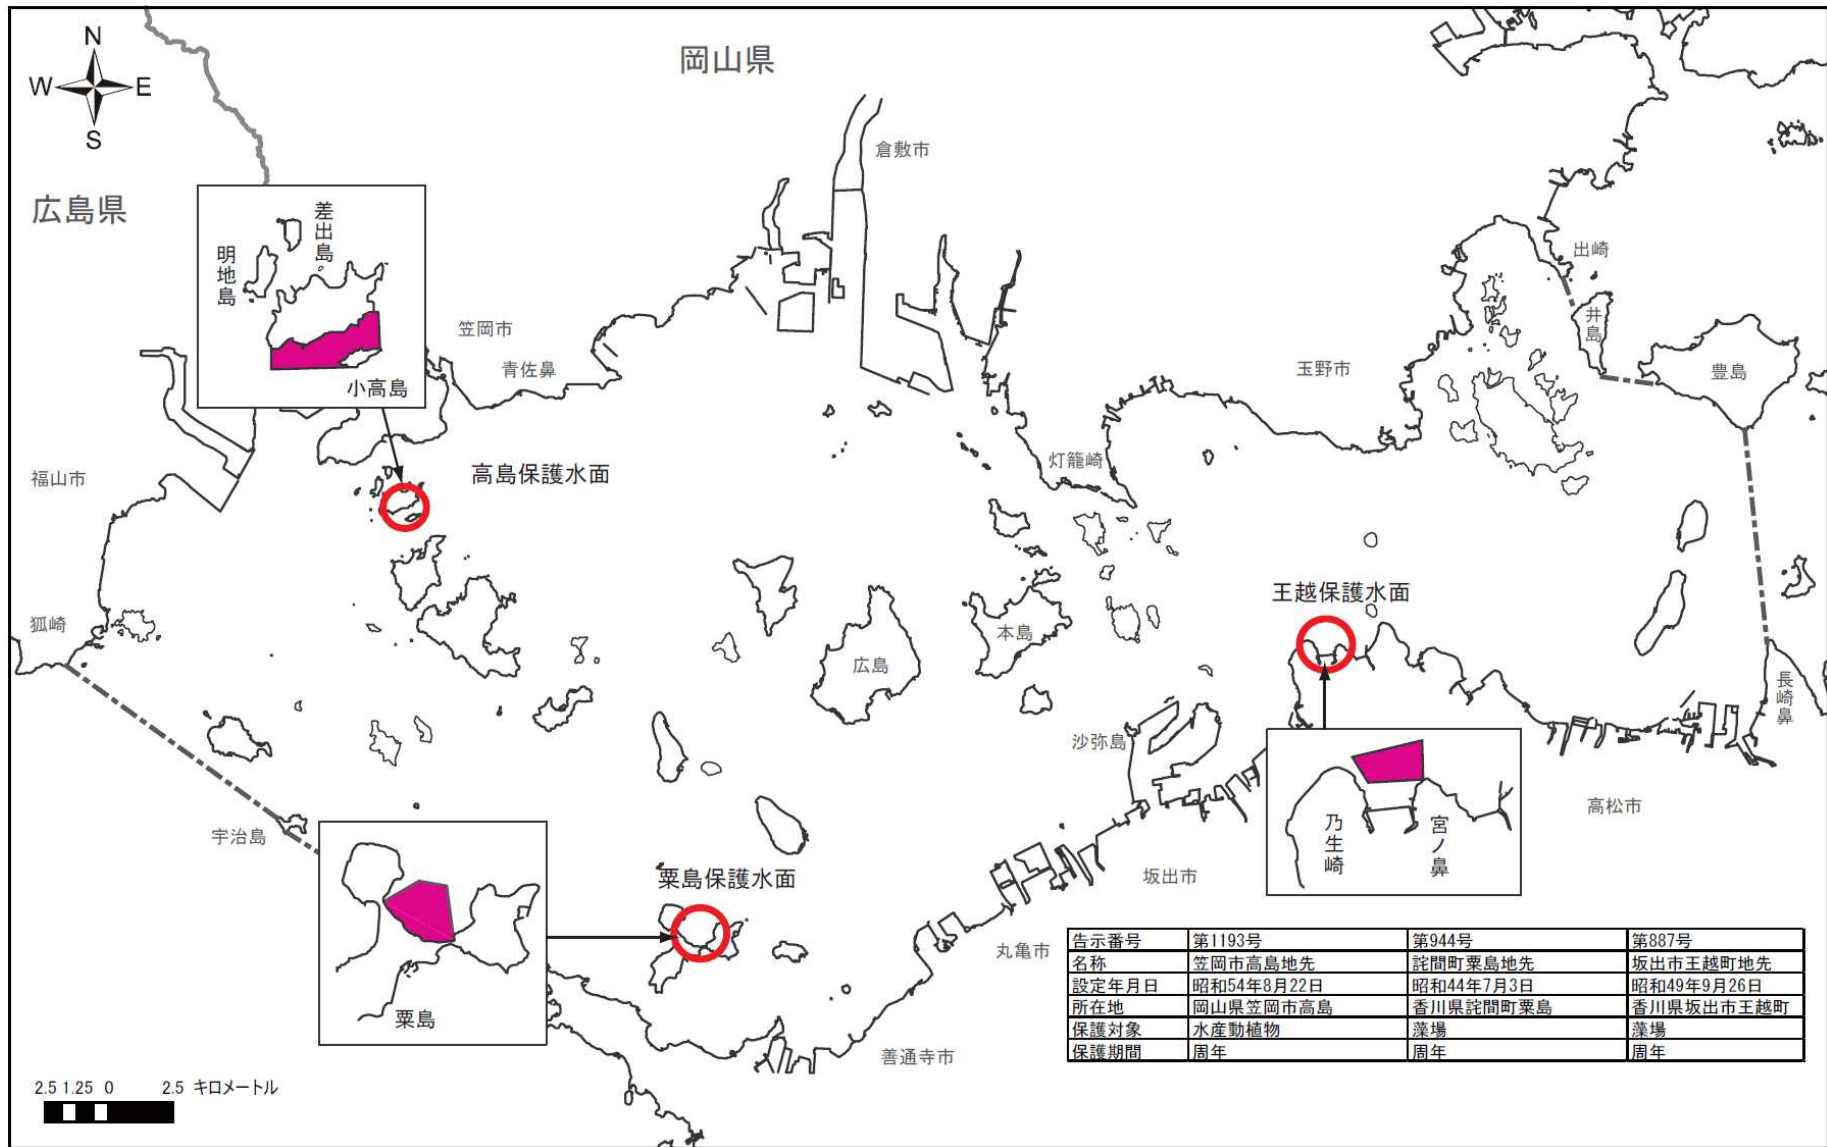 N
W
E
S
岡山県
広島県
倉敷市
差出島
明地島
小高島
笠岡市
青佐鼻
出崎
井島
豊島
玉野市
福山市
高島保護水面
灯籠崎
狐崎
本島
広島
王越保護水面
沙弥島
長崎鼻
高松市
乃生崎
宮ノ鼻
宇治島
粟島保護水面
坂出市
丸亀市
粟島
善通寺市
告示番号 第1193号 第944号 第887号
名称 笠岡市高島地先 詫間町粟島地先 坂出市王越町地先
設定年月日 昭和54年8月22日 昭和44年7月3日 昭和49年9月26日
所在地 岡山県笠岡市高島 香川県詫間町粟島 香川県坂出市王越町
保護対象 水産動植物 藻場 藻場
保護期間 周年 周年 周年
2.5 1.25 0 2.5 キロメートル